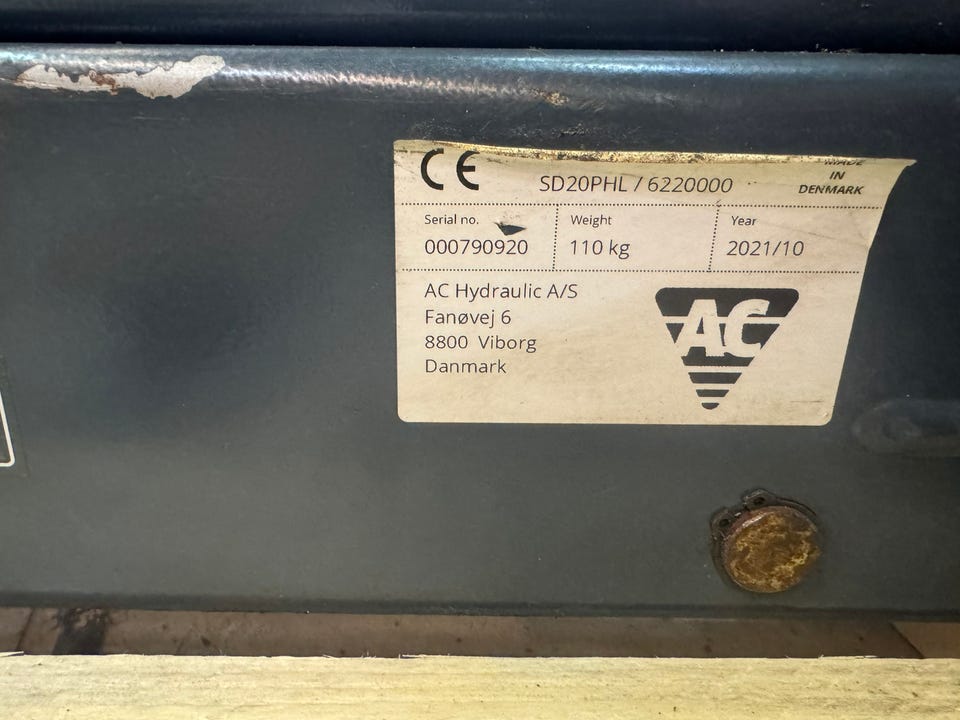 CE
SD20PHL / 6220000
MADE
IN
DENMARK
Serial no.
000790920
Weight
110 kg
Year
2021/10
AC Hydraulic A/S
Fanøvej 6
8800 Viborg
Danmark
AC